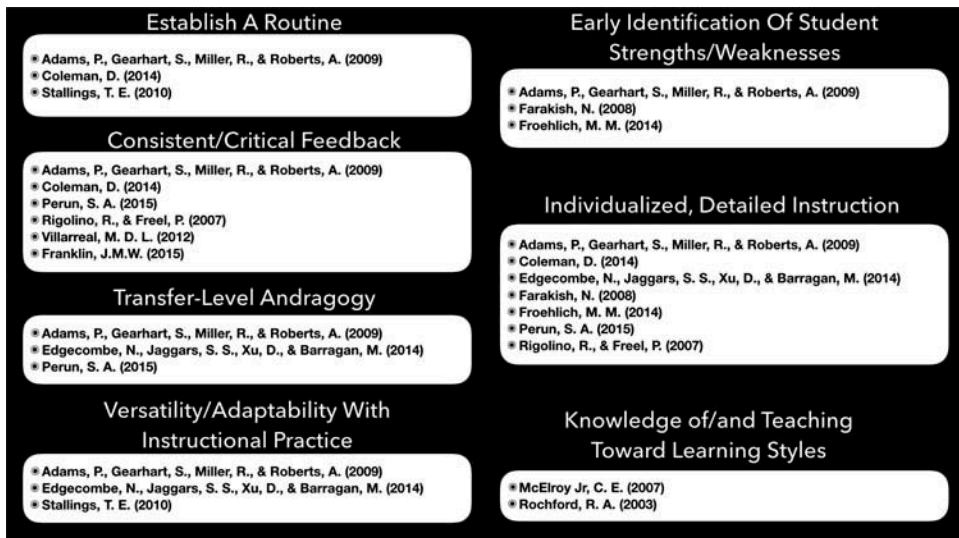 Establish A Routine
Adams, P., Gearhart, S., Miller, R., & Roberts, A. (2009)
Coleman, D. (2014)
Stallings, T. E. (2010)
Consistent/Critical Feedback
Adams, P., Gearhart, S., Miller, R., & Roberts, A. (2009)
Coleman, D. (2014)
Perun, S. A. (2015)
Rigolino, R., & Freel, P. (2007)
Villarreal, M. D. L. (2012)
Franklin, J.M.W. (2015)
Transfer-Level Andragogy
Adams, P., Gearhart, S., Miller, R., & Roberts, A. (2009)
Edgecombe, N., Jaggars, S. S., Xu, D., & Barragan, M. (2014)
Perun, S. A. (2015)
Versatility/Adaptability With
Instructional Practice
Adams, P., Gearhart, S., Miller, R., & Roberts, A. (2009)
Edgecombe, N., Jaggars, S. S., Xu, D., & Barragan, M. (2014)
Stallings, T. E. (2010)
Early Identification Of Student
Strengths/Weaknesses
Adams, P., Gearhart, S., Miller, R., & Roberts, A. (2009)
Farakish, N. (2008)
Froehlich, M. M. (2014)
Individualized, Detailed Instruction
Adams, P., Gearhart, S., Miller, R., & Roberts, A. (2009)
Coleman, D. (2014)
Edgecombe, N., Jaggars, S. S., Xu, D., & Barragan, M. (2014)
Farakish, N. (2008)
Froehlich, M. M. (2014)
Perun, S. A. (2015)
Rigolino, R., & Freel, P. (2007)
Knowledge of/and Teaching
Toward Learning Styles
McElroy Jr, C. E. (2007)
Rochford, R. A. (2003)